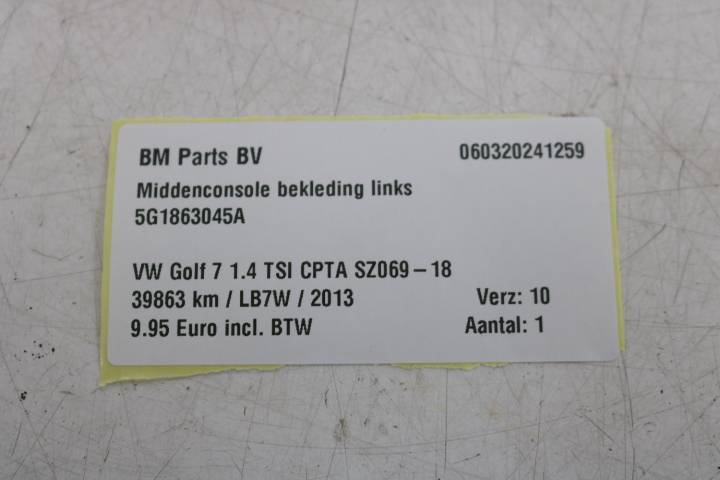 BM Parts BV 060320241259
Middenconsole bekleding links
5G1863045A
VW Golf 7 1.4 TSI CPTA SZ069-18
39863 km / LB7W / 2013 Verz: 10
9.95 Euro incl. BTW Aantal: 1